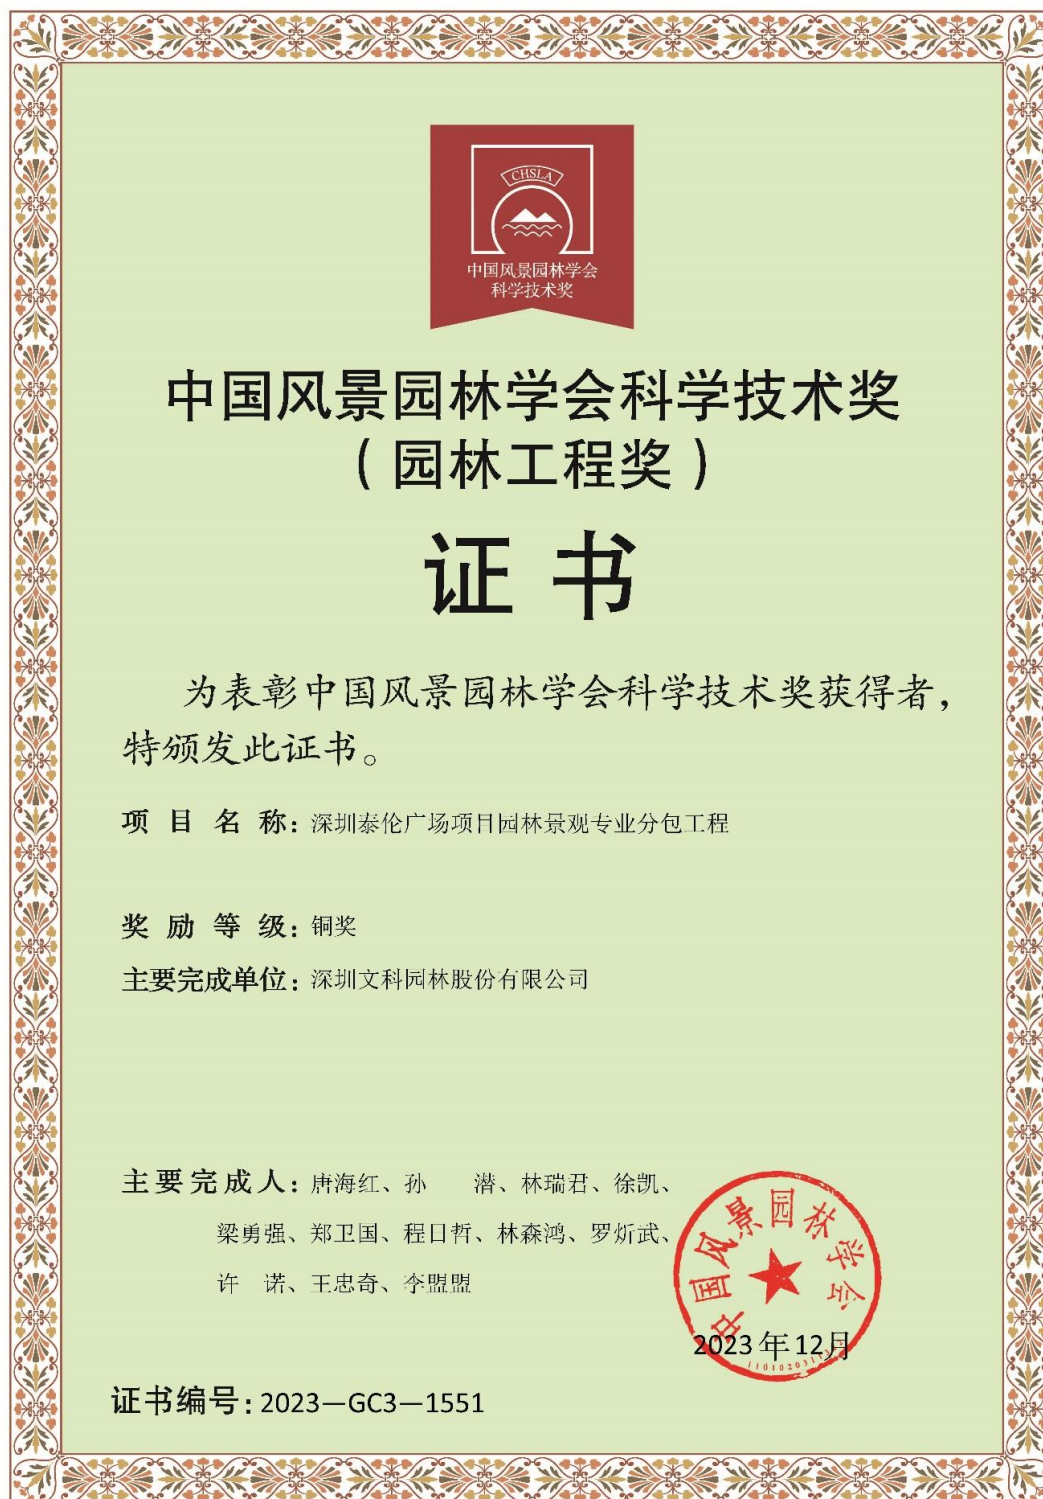 CHSLA
中国风景园林学会
科学技术奖
中国风景园林学会科学技术奖
（园林工程奖）
证书
为表彰中国风景园林学会科学技术奖获得者，
特颁发此证书。
项目名称：深圳泰伦广场项目园林景观专业分包工程
奖励等级：铜奖
主要完成单位：深圳文科园林股份有限公司
主要完成人：唐海红、孙　潜、林瑞君、徐凯、
梁勇强、郑卫国、程日哲、林森鸿、罗炘武、
许　诺、王忠奇、李盟盟
中国风景园林学会
2023年12月
证书编号：2023—GC3—1551